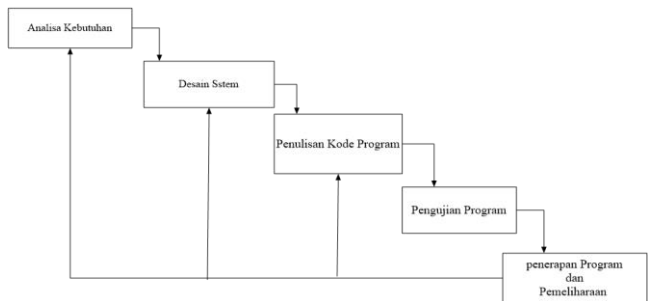 Analisa Kebutuhan
Desain Sstem
Penulisan Kode Program
Pengujian Program
penerapan Program
dan
Pemeliharaan